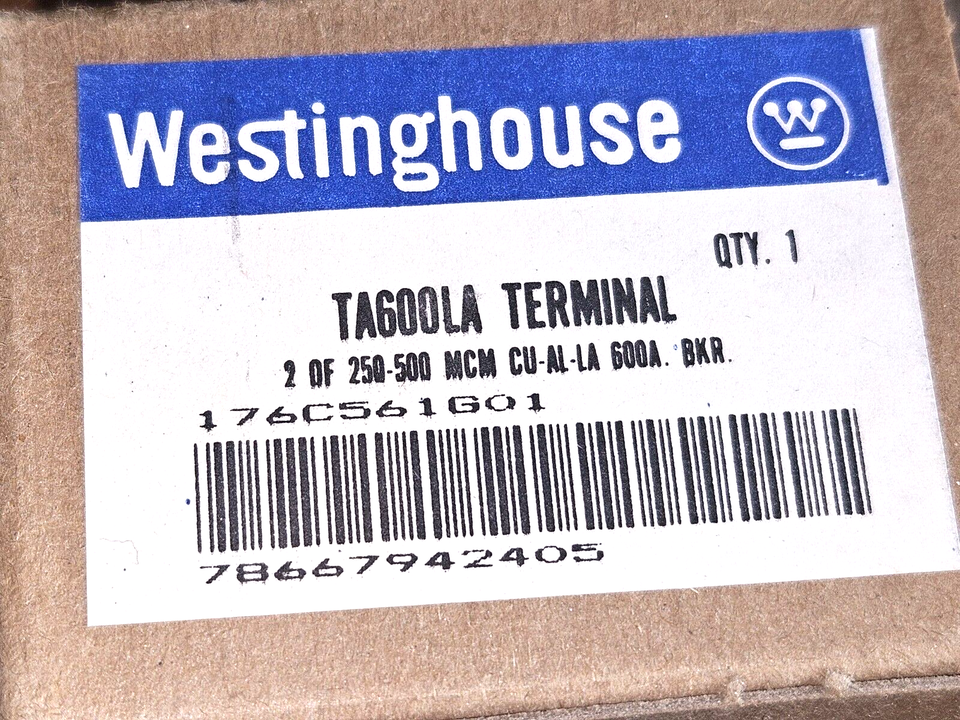 Westinghouse W
QTY. 1
TA600LA TERMINAL
2 OF 250-500 MCM CU-AL-LA 600A. BKR.
176C561G01
78667942405